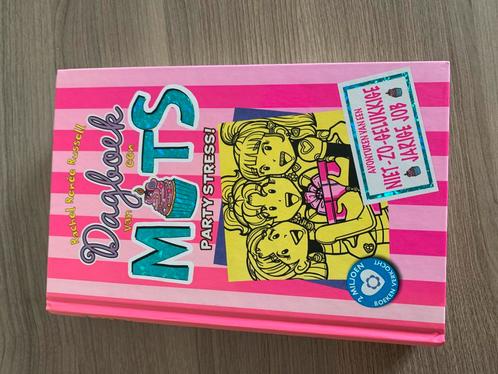 Rachel Renée Russell
Dagboek
van een
MUTS
PARTY STRESS!
AVONTUREN VAN EEN
NIET-ZO-GELUKKIGE
JARIGE JOB
2 MILJOEN
BOEKEN VERKOCHT!